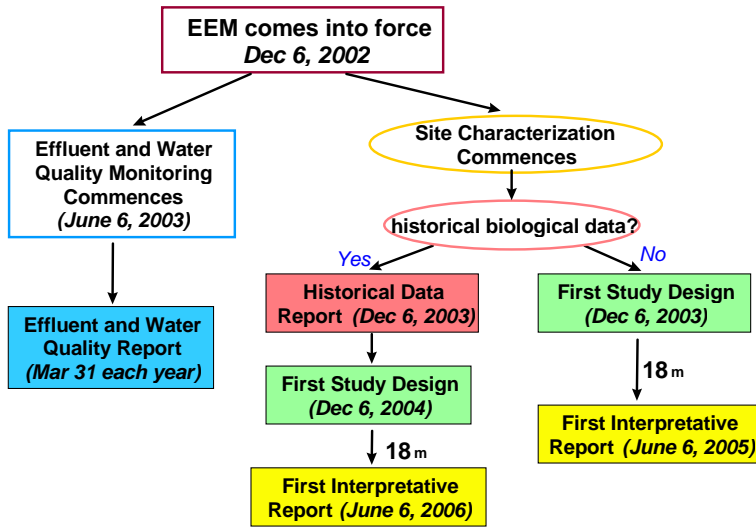 EEM comes into force
Dec 6, 2002
Effluent and Water
Quality Monitoring
Commences
(June 6, 2003)
Effluent and Water
Quality Report
(Mar 31 each year)
Site Characterization
Commences
historical biological data?
Yes
No
Historical Data
Report (Dec 6, 2003)
First Study Design
(Dec 6, 2004)
18 m
First Interpretative
Report (June 6, 2006)
First Study Design
(Dec 6, 2003)
18 m
First Interpretative
Report (June 6, 2005)